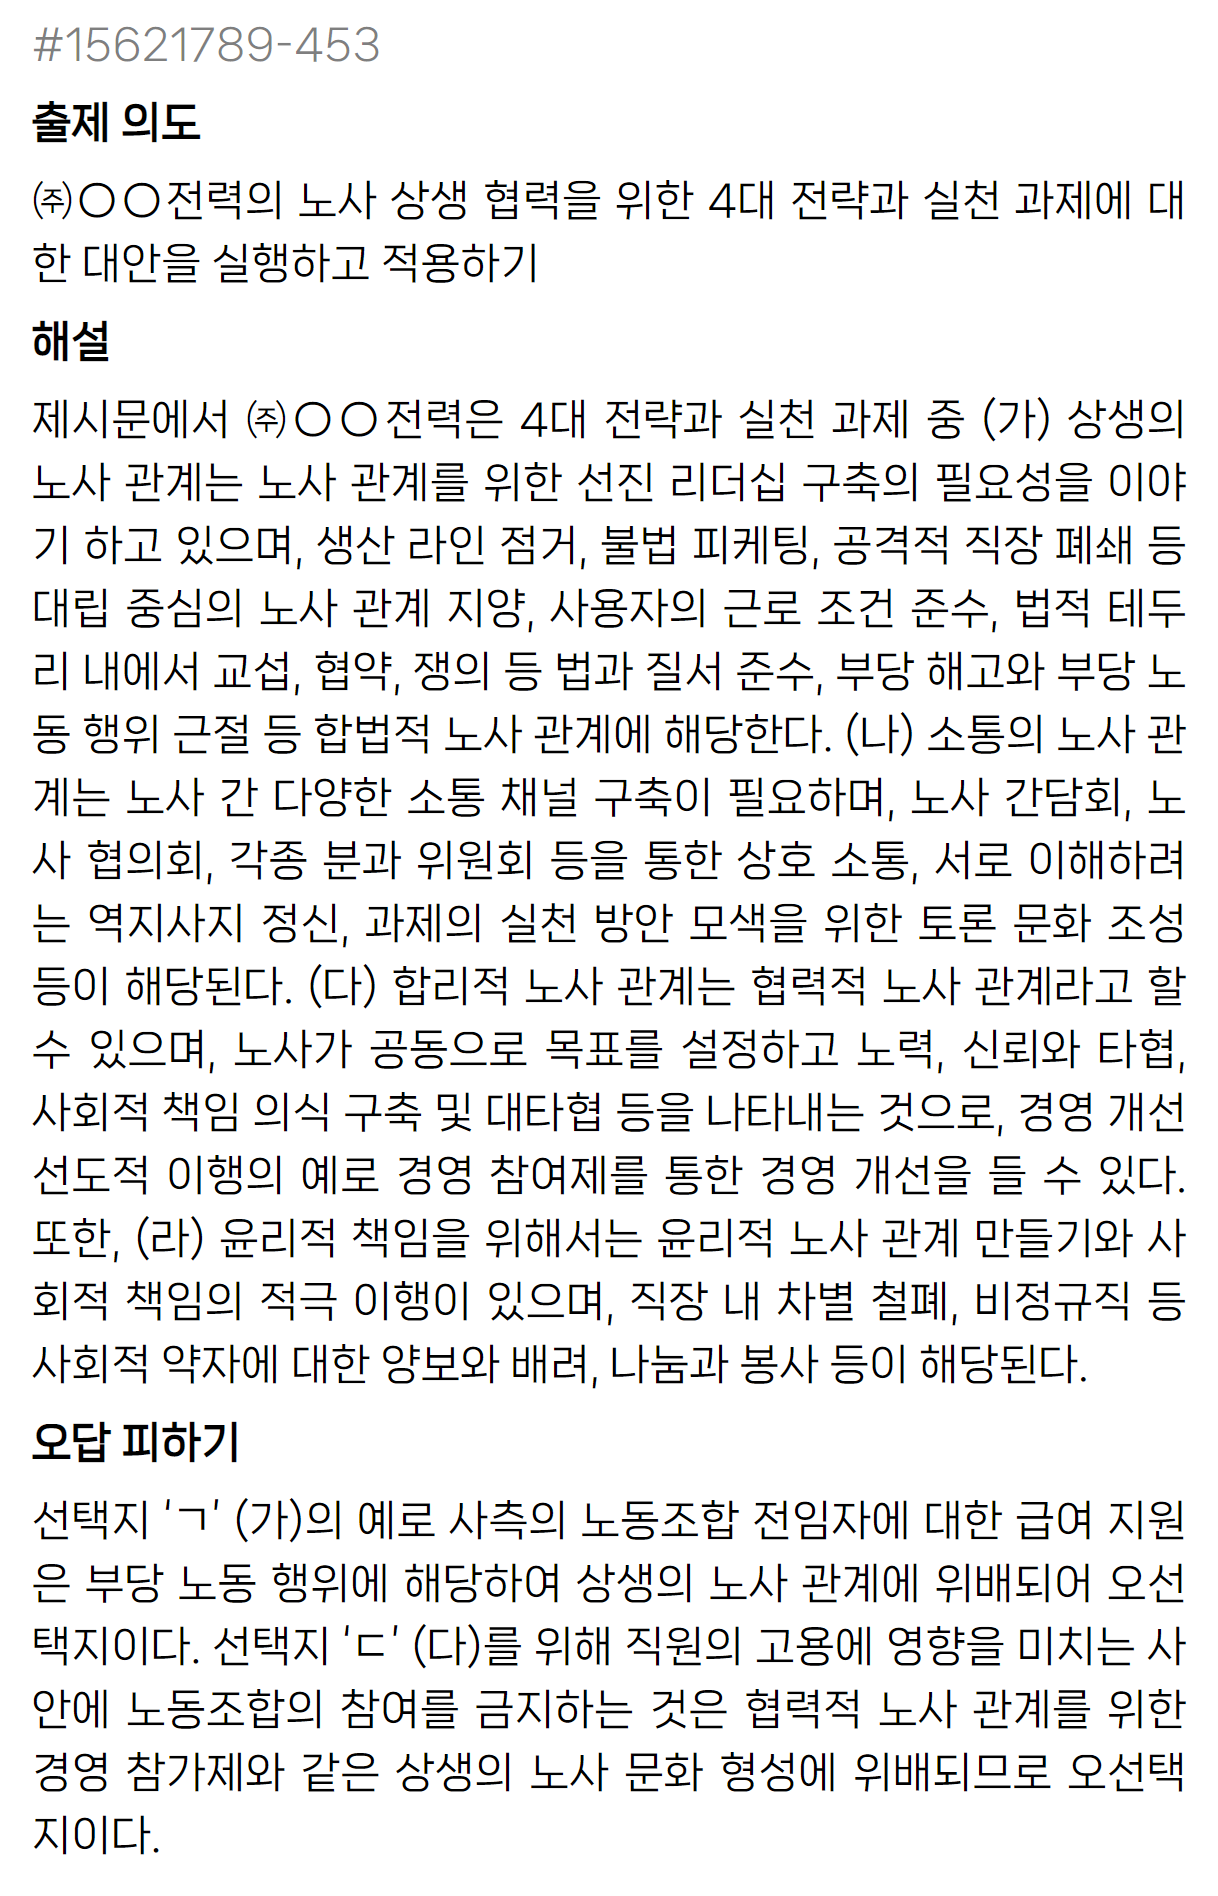 #15621789-453
출제 의도
㈜〇〇전력의 노사 상생 협력을 위한 4대 전략과 실천 과제에 대
한 대안을 실행하고 적용하기
해설
제시문에서 ㈜〇〇전력은 4대 전략과 실천 과제 중 (가) 상생의
노사 관계는 노사 관계를 위한 선진 리더십 구축의 필요성을 이야
기 하고 있으며, 생산 라인 점거, 불법 피케팅, 공격적 직장 폐쇄 등
대립 중심의 노사 관계 지양, 사용자의 근로 조건 준수, 법적 테두
리 내에서 교섭, 협약, 쟁의 등 법과 질서 준수, 부당 해고와 부당 노
동 행위 근절 등 합법적 노사 관계에 해당한다. (나) 소통의 노사 관
계는 노사 간 다양한 소통 채널 구축이 필요하며, 노사 간담회, 노
사 협의회, 각종 분과 위원회 등을 통한 상호 소통, 서로 이해하려
는 역지사지 정신, 과제의 실천 방안 모색을 위한 토론 문화 조성
등이 해당된다. (다) 합리적 노사 관계는 협력적 노사 관계라고 할
수 있으며, 노사가 공동으로 목표를 설정하고 노력, 신뢰와 타협,
사회적 책임 의식 구축 및 대타협 등을 나타내는 것으로, 경영 개선
선도적 이행의 예로 경영 참여제를 통한 경영 개선을 들 수 있다.
또한, (라) 윤리적 책임을 위해서는 윤리적 노사 관계 만들기와 사
회적 책임의 적극 이행이 있으며, 직장 내 차별 철폐, 비정규직 등
사회적 약자에 대한 양보와 배려, 나눔과 봉사 등이 해당된다.
오답 피하기
선택지 'ㄱ' (가)의 예로 사측의 노동조합 전임자에 대한 급여 지원
은 부당 노동 행위에 해당하여 상생의 노사 관계에 위배되어 오선
택지이다. 선택지 'ㄷ' (다)를 위해 직원의 고용에 영향을 미치는 사
안에 노동조합의 참여를 금지하는 것은 협력적 노사 관계를 위한
경영 참가제와 같은 상생의 노사 문화 형성에 위배되므로 오선택
지이다.